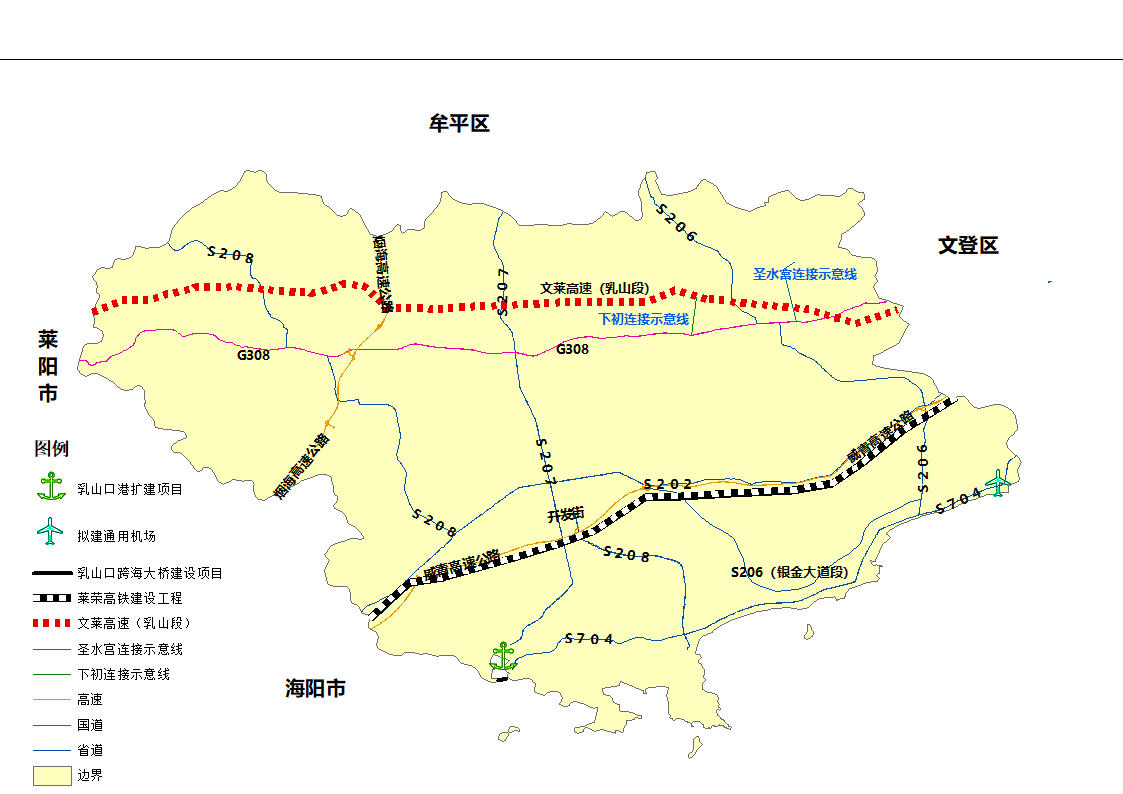 牟平区
文登区
S208
烟海高速公路
S207
S206
圣水宫连接示意线
文莱高速（乳山段）
下初连接示意线
G308
G308
莱阳市
烟海高速公路
S207
S202
威青高速公路
S206
S704
S208
开发街
威青高速公路
S208
S206（银金大道段）
S704
海阳市
图例
乳山口港扩建项目
拟建通用机场
乳山口跨海大桥建设项目
莱荣高铁建设工程
文莱高速（乳山段）
圣水宫连接示意线
下初连接示意线
高速
国道
省道
边界